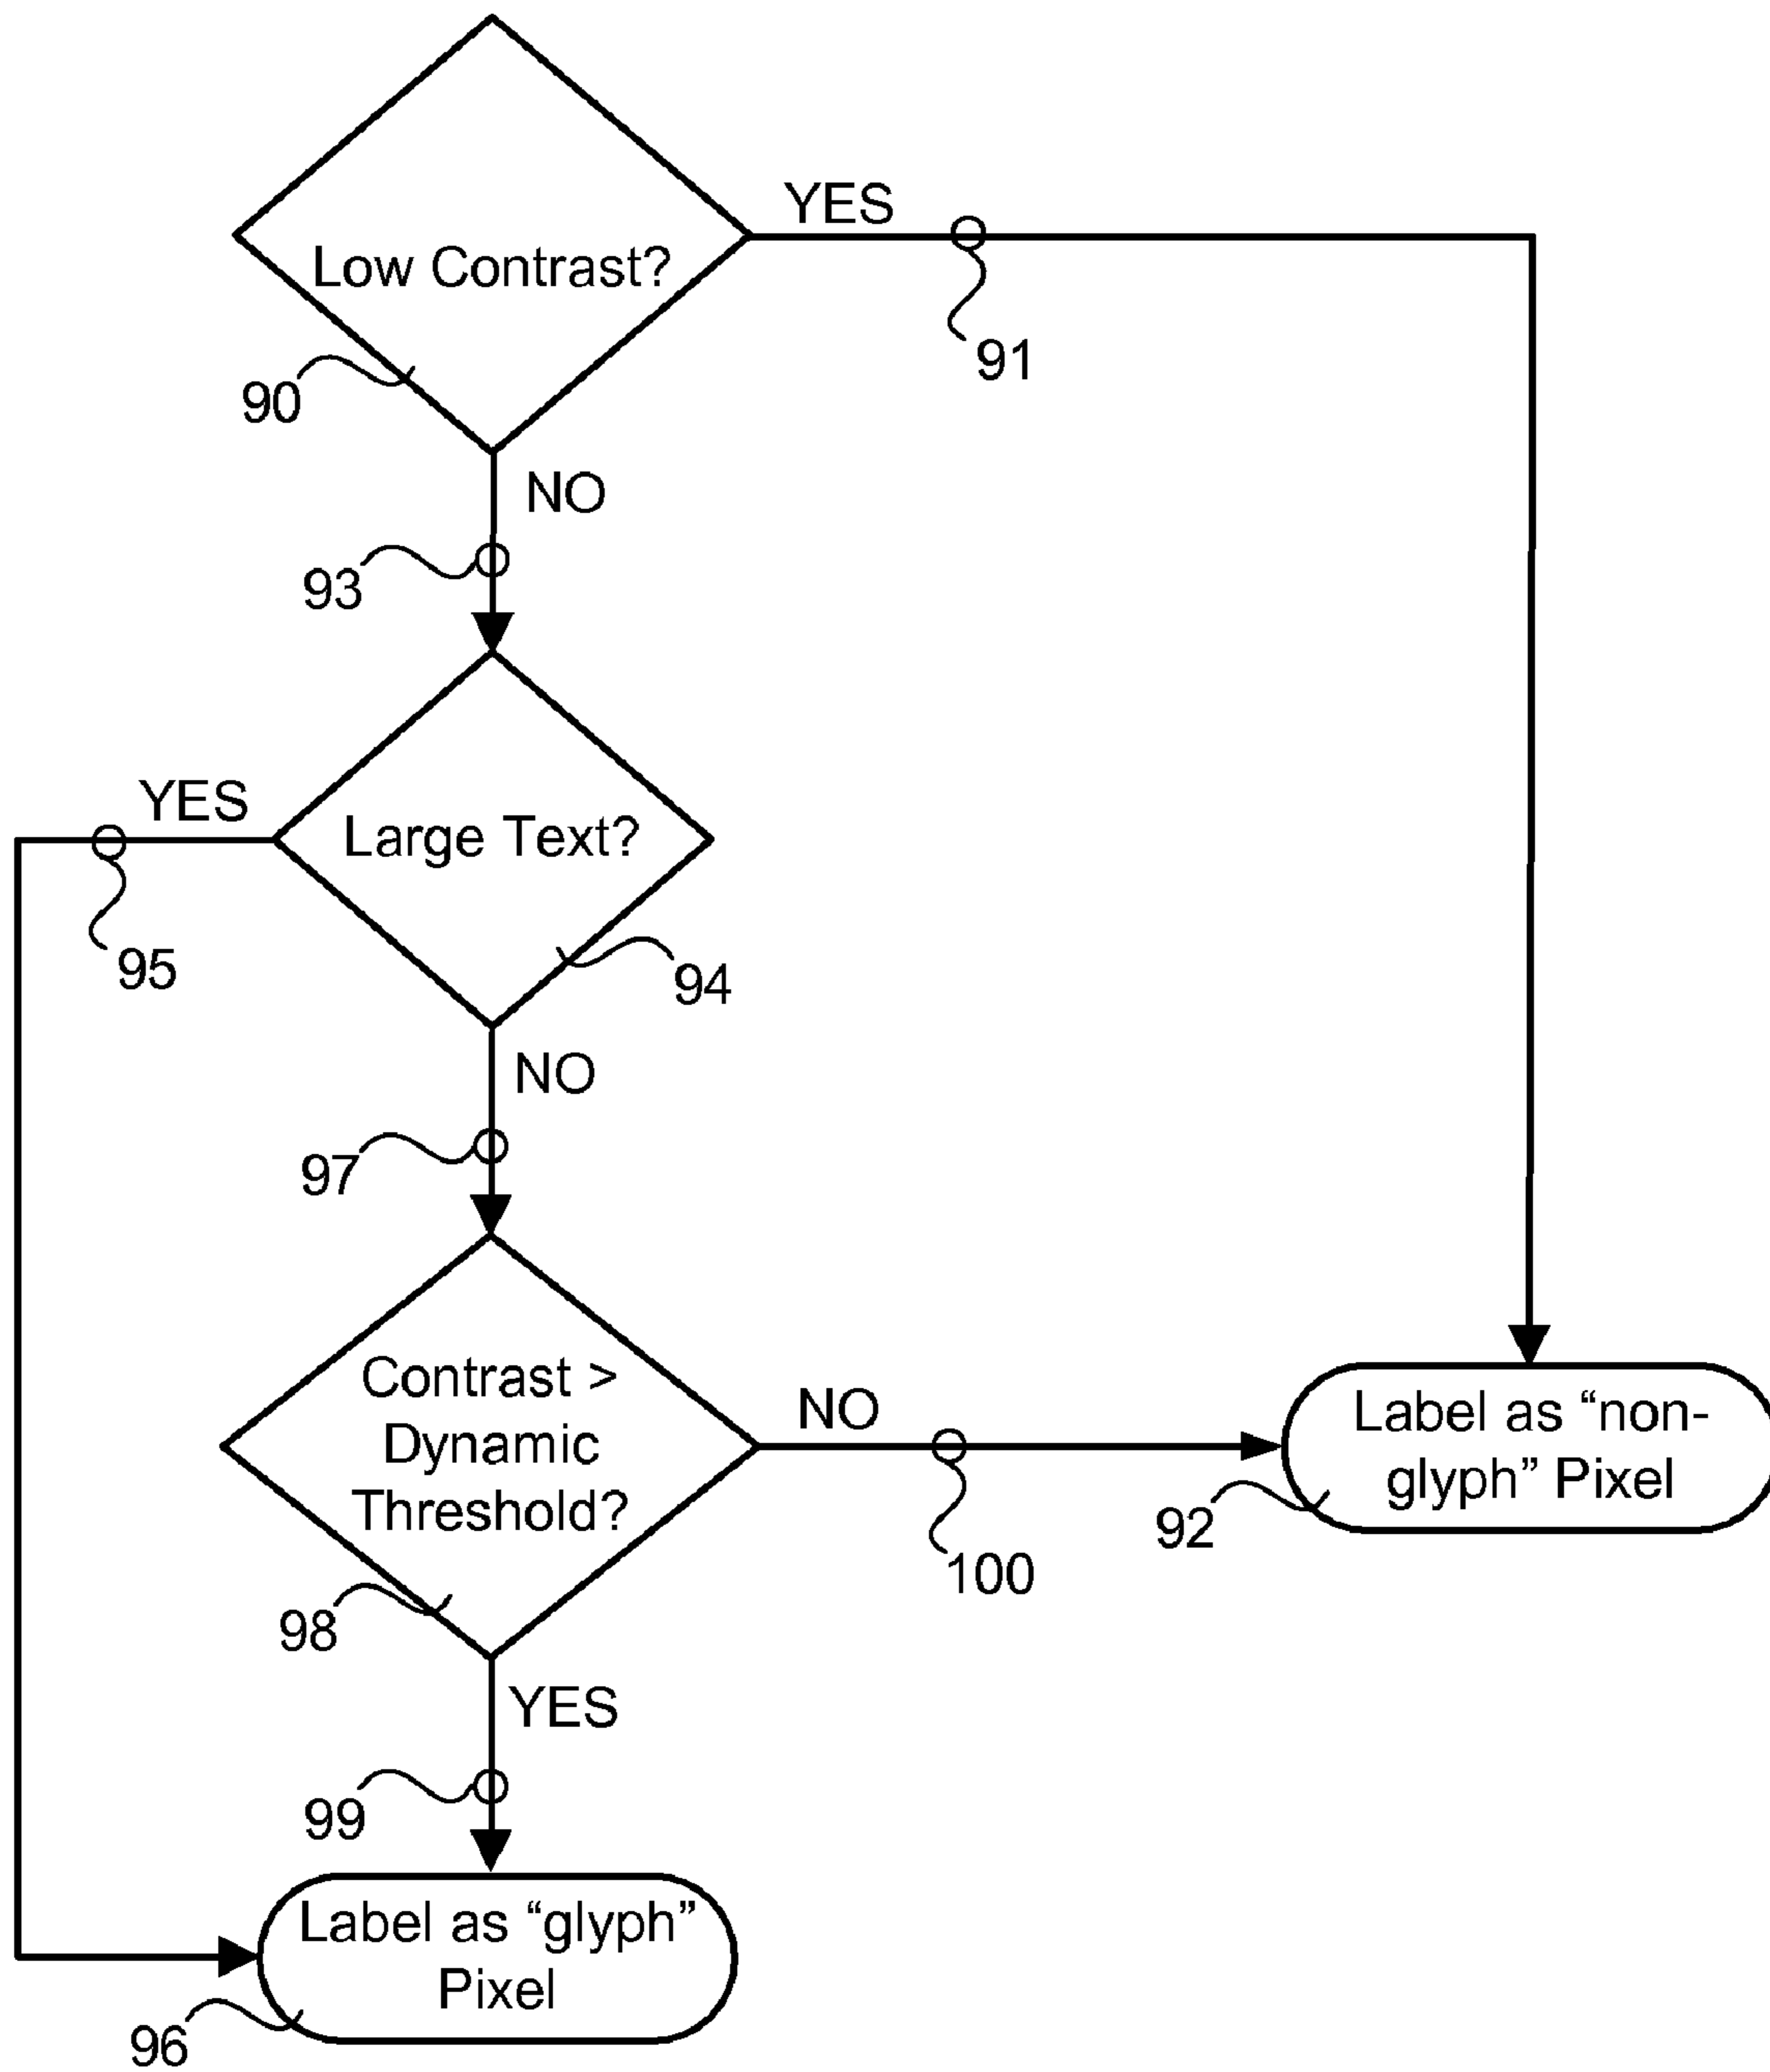 YES
Low Contrast?
91
90
NO
93
YES
Large Text?
95
94
NO
97
Contrast >
Dynamic
Threshold?
NO
Label as “non-
glyph” Pixel
92
100
98
YES
99
Label as “glyph”
Pixel
96